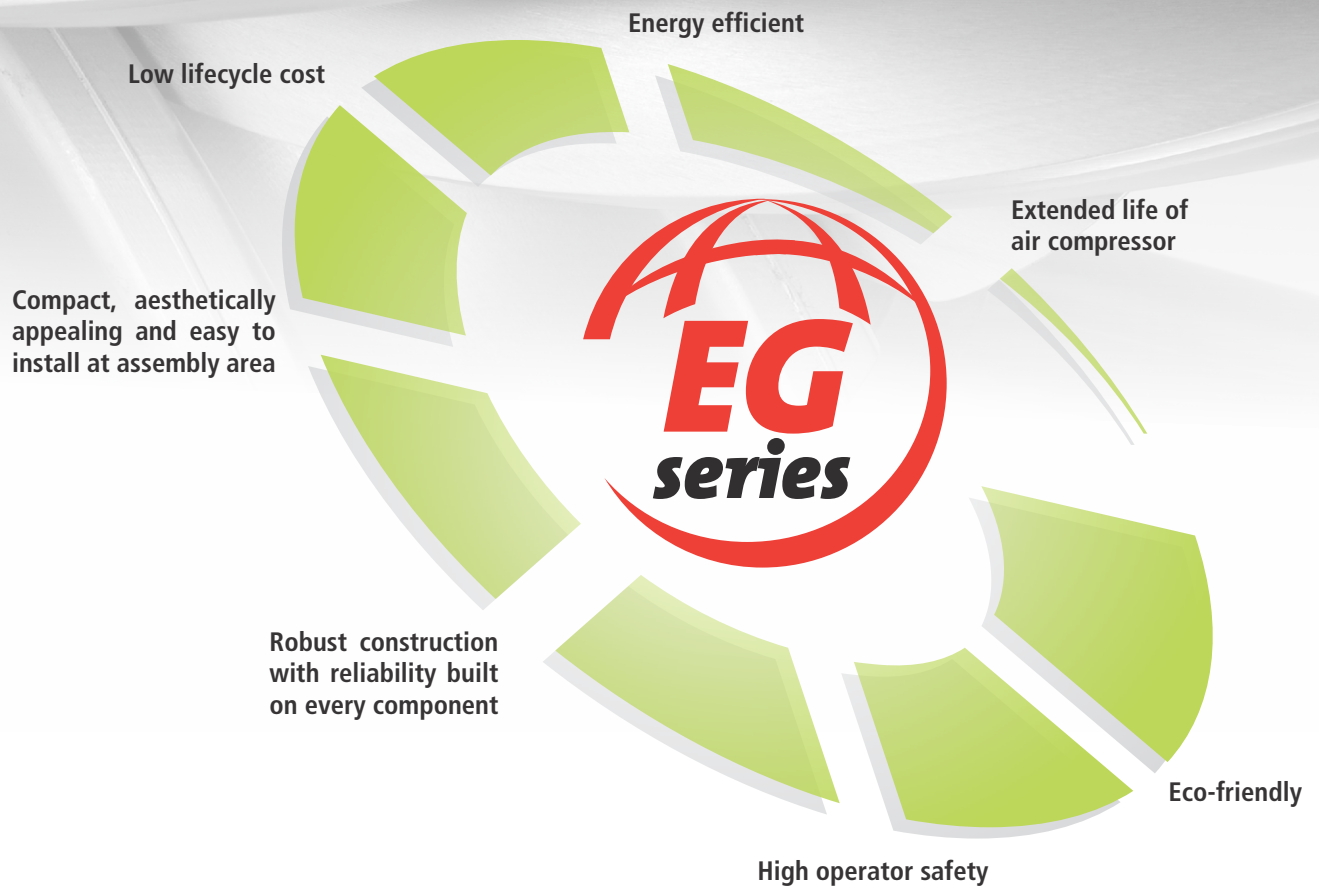 Energy efficient
Low lifecycle cost
Extended life of
air compressor
Compact, aesthetically
appealing and easy to
install at assembly area
EG
series
Robust construction
with reliability built
on every component
Eco-friendly
High operator safety